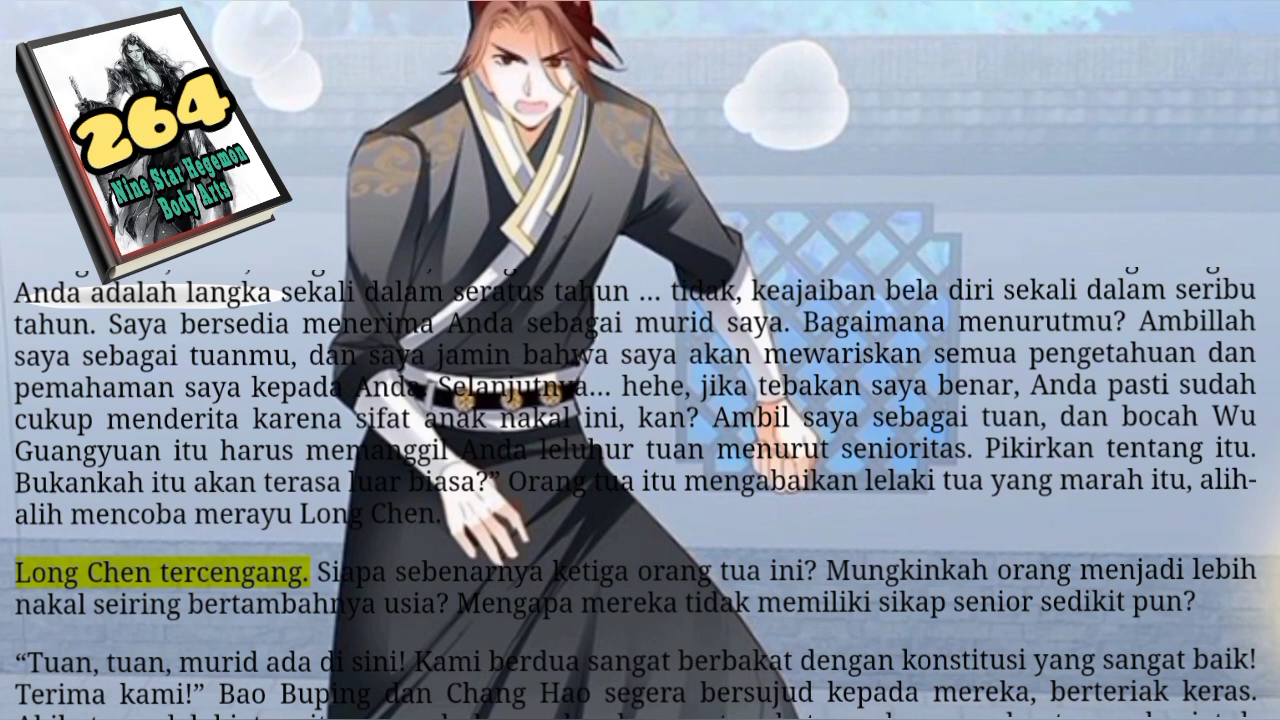 264
Nine Star Hegemon
Body Arts
Anda adalah langka sekali dalam seratus tahun ... tidak, keajaiban bela diri sekali dalam seribu
tahun. Saya bersedia menerima Anda sebagai murid saya. Bagaimana menurutmu? Ambillah
saya sebagai tuanmu, dan saya jamin bahwa saya akan mewariskan semua pengetahuan dan
pemahaman saya kepada Anda. Selanjutnya... hehe, jika tebakan saya benar, Anda pasti sudah
cukup menderita karena sifat anak nakal ini, kan? Ambil saya sebagai tuan, dan bocah Wu
Guangyuan itu harus memanggil Anda leluhur tuan menurut senioritas. Pikirkan tentang itu.
Bukankah itu akan terasa luar biasa?” Orang tua itu mengabaikan lelaki tua yang marah itu, alih-
alih mencoba merayu Long Chen.
Long Chen tercengang. Siapa sebenarnya ketiga orang tua ini? Mungkinkah orang menjadi lebih
nakal seiring bertambahnya usia? Mengapa mereka tidak memiliki sikap senior sedikit pun?
“Tuan, tuan, murid ada di sini! Kami berdua sangat berbakat dengan konstitusi yang sangat baik!
Terima kami!” Bao Buping dan Chang Hao segera bersujud kepada mereka, berteriak keras.